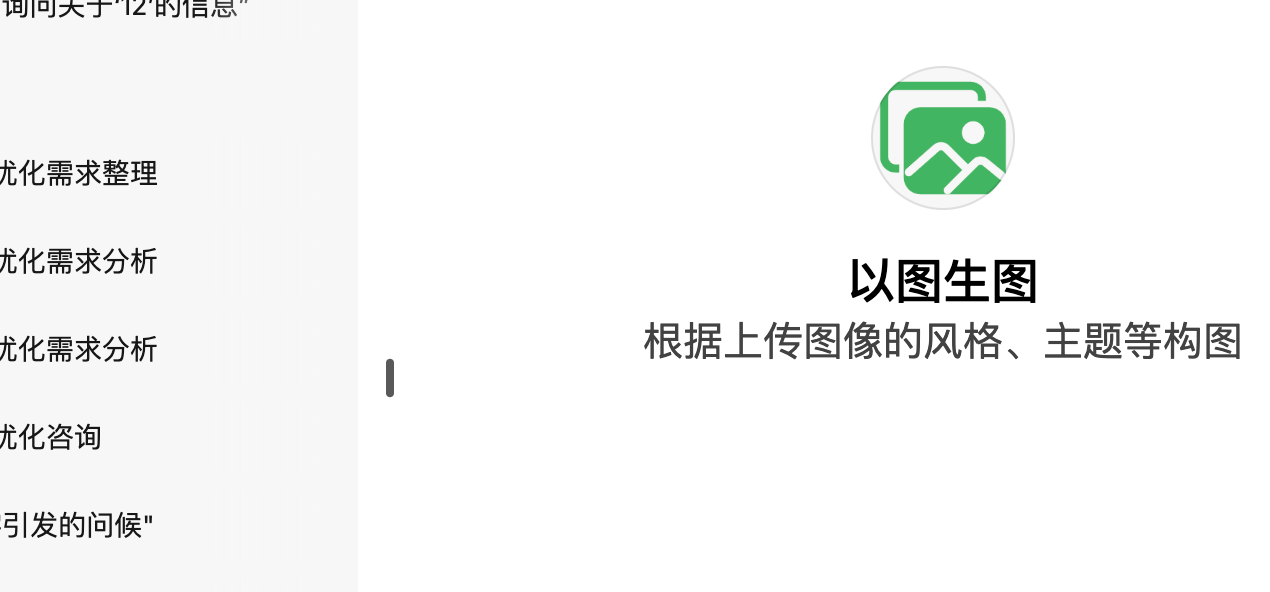 询问关于‘12’的信息”
优化需求整理
优化需求分析
优化需求分析
优化咨询
引发的问候"
以图生图
根据上传图像的风格、主题等构图